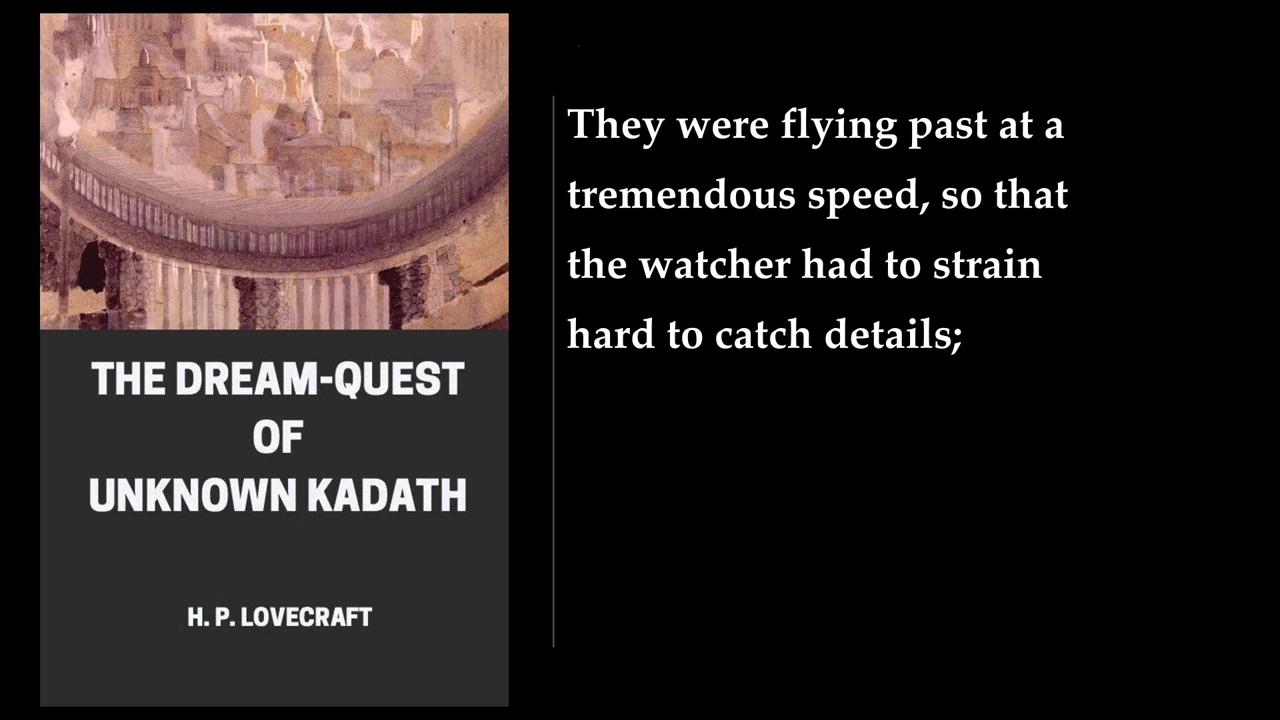 THE DREAM-QUEST
OF
UNKNOWN KADATH
H. P. LOVECRAFT
They were flying past at a
tremendous speed, so that
the watcher had to strain
hard to catch details;